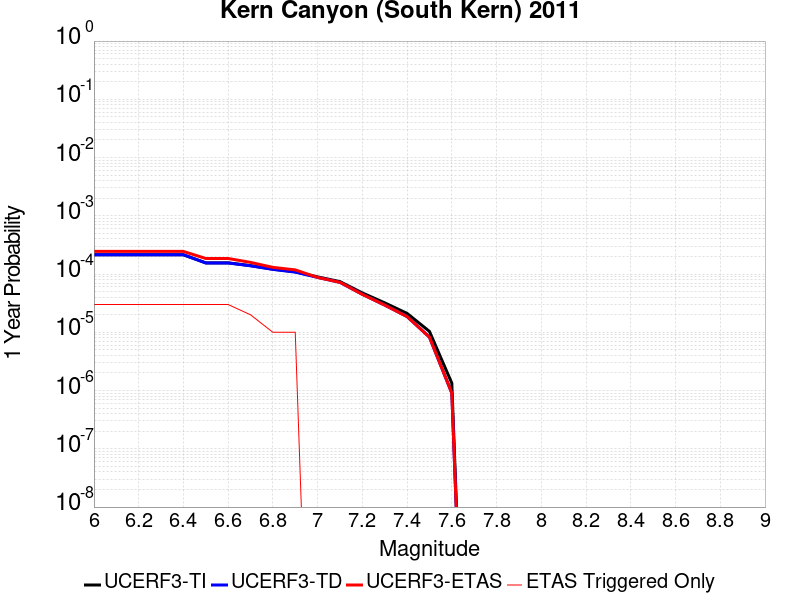 Kern Canyon (South Kern) 2011
10^0
10^-1
10^-2
10^-3
10^-4
10^-5
10^-6
10^-7
10^-8
1 Year Probability
6 6.2 6.4 6.6 6.8 7 7.2 7.4 7.6 7.8 8 8.2 8.4 8.6 8.8 9
Magnitude
UCERF3-TI UCERF3-TD UCERF3-ETAS ETAS Triggered Only